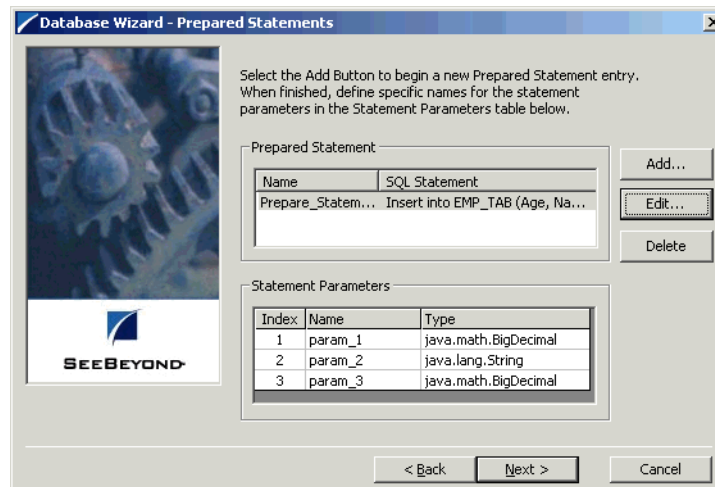 Database Wizard - Prepared Statements
Select the Add Button to begin a new Prepared Statement entry.
When finished, define specific names for the statement
parameters in the Statement Parameters table below.
Prepared Statement
Name SQL Statement
Prepare_Statem... Insert into EMP_TAB (Age, Na...
Add...
Edit...
Delete
Statement Parameters
Index Name Type
1 param_1 java.math.BigDecimal
2 param_2 java.lang.String
3 param_3 java.math.BigDecimal
SEEBEYOND
< Back Next > Cancel